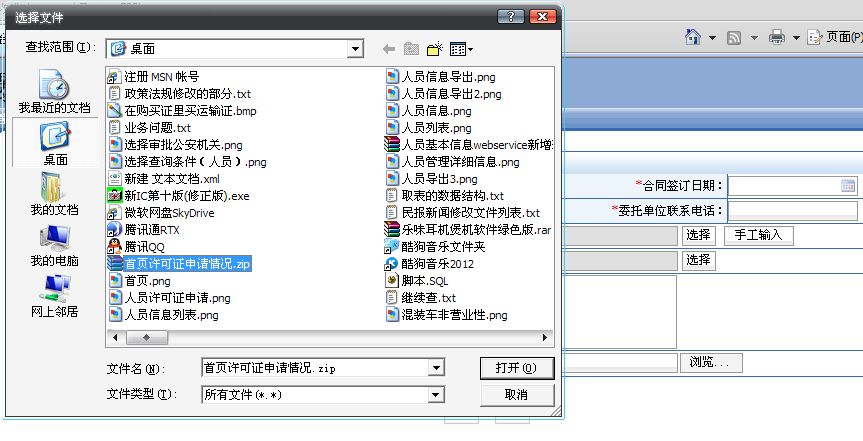 选择文件
查找范围(I):
桌面
我最近的文档
桌面
我的文档
我的电脑
网上邻居
注册 MSN 帐号
政策法规修改的部分.txt
在购买证里买运输证.bmp
业务问题.txt
选择审批公安机关.png
选择查询条件（人员）.png
新建 文本文档.xml
新IC第十版(修正版).exe
微软网盘SkyDrive
腾讯通RTX
腾讯QQ
首页许可证申请情况.zip
首页.png
人员许可证申请.png
人员信息列表.png
人员信息导出.png
人员信息导出2.png
人员信息.png
人员列表.png
人员基本信息webservice新增
人员管理详细信息.png
人员导出3.png
取表的数据结构.txt
民报新闻修改文件列表.txt
乐味耳机煲机软件绿色版.rar
酷狗音乐文件夹
酷狗音乐2012
脚本.SQL
继续查.txt
混装车非营业性.png
文件名(N):
首页许可证申请情况.zip
打开(O)
文件类型(T):
所有文件(*.*)
取消
页面(P)
*合同签订日期:
*委托单位联系电话:
选择
手工输入
选择
浏览...